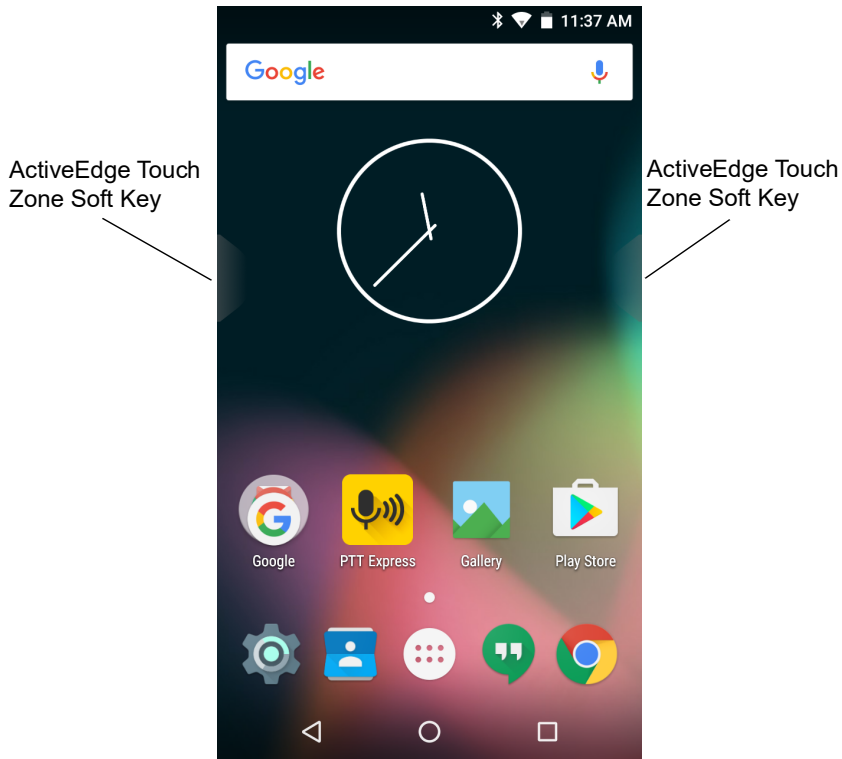 11:37 AM
Google
ActiveEdge Touch
Zone Soft Key
ActiveEdge Touch
Zone Soft Key
Google
PTT Express
Gallery
Play Store